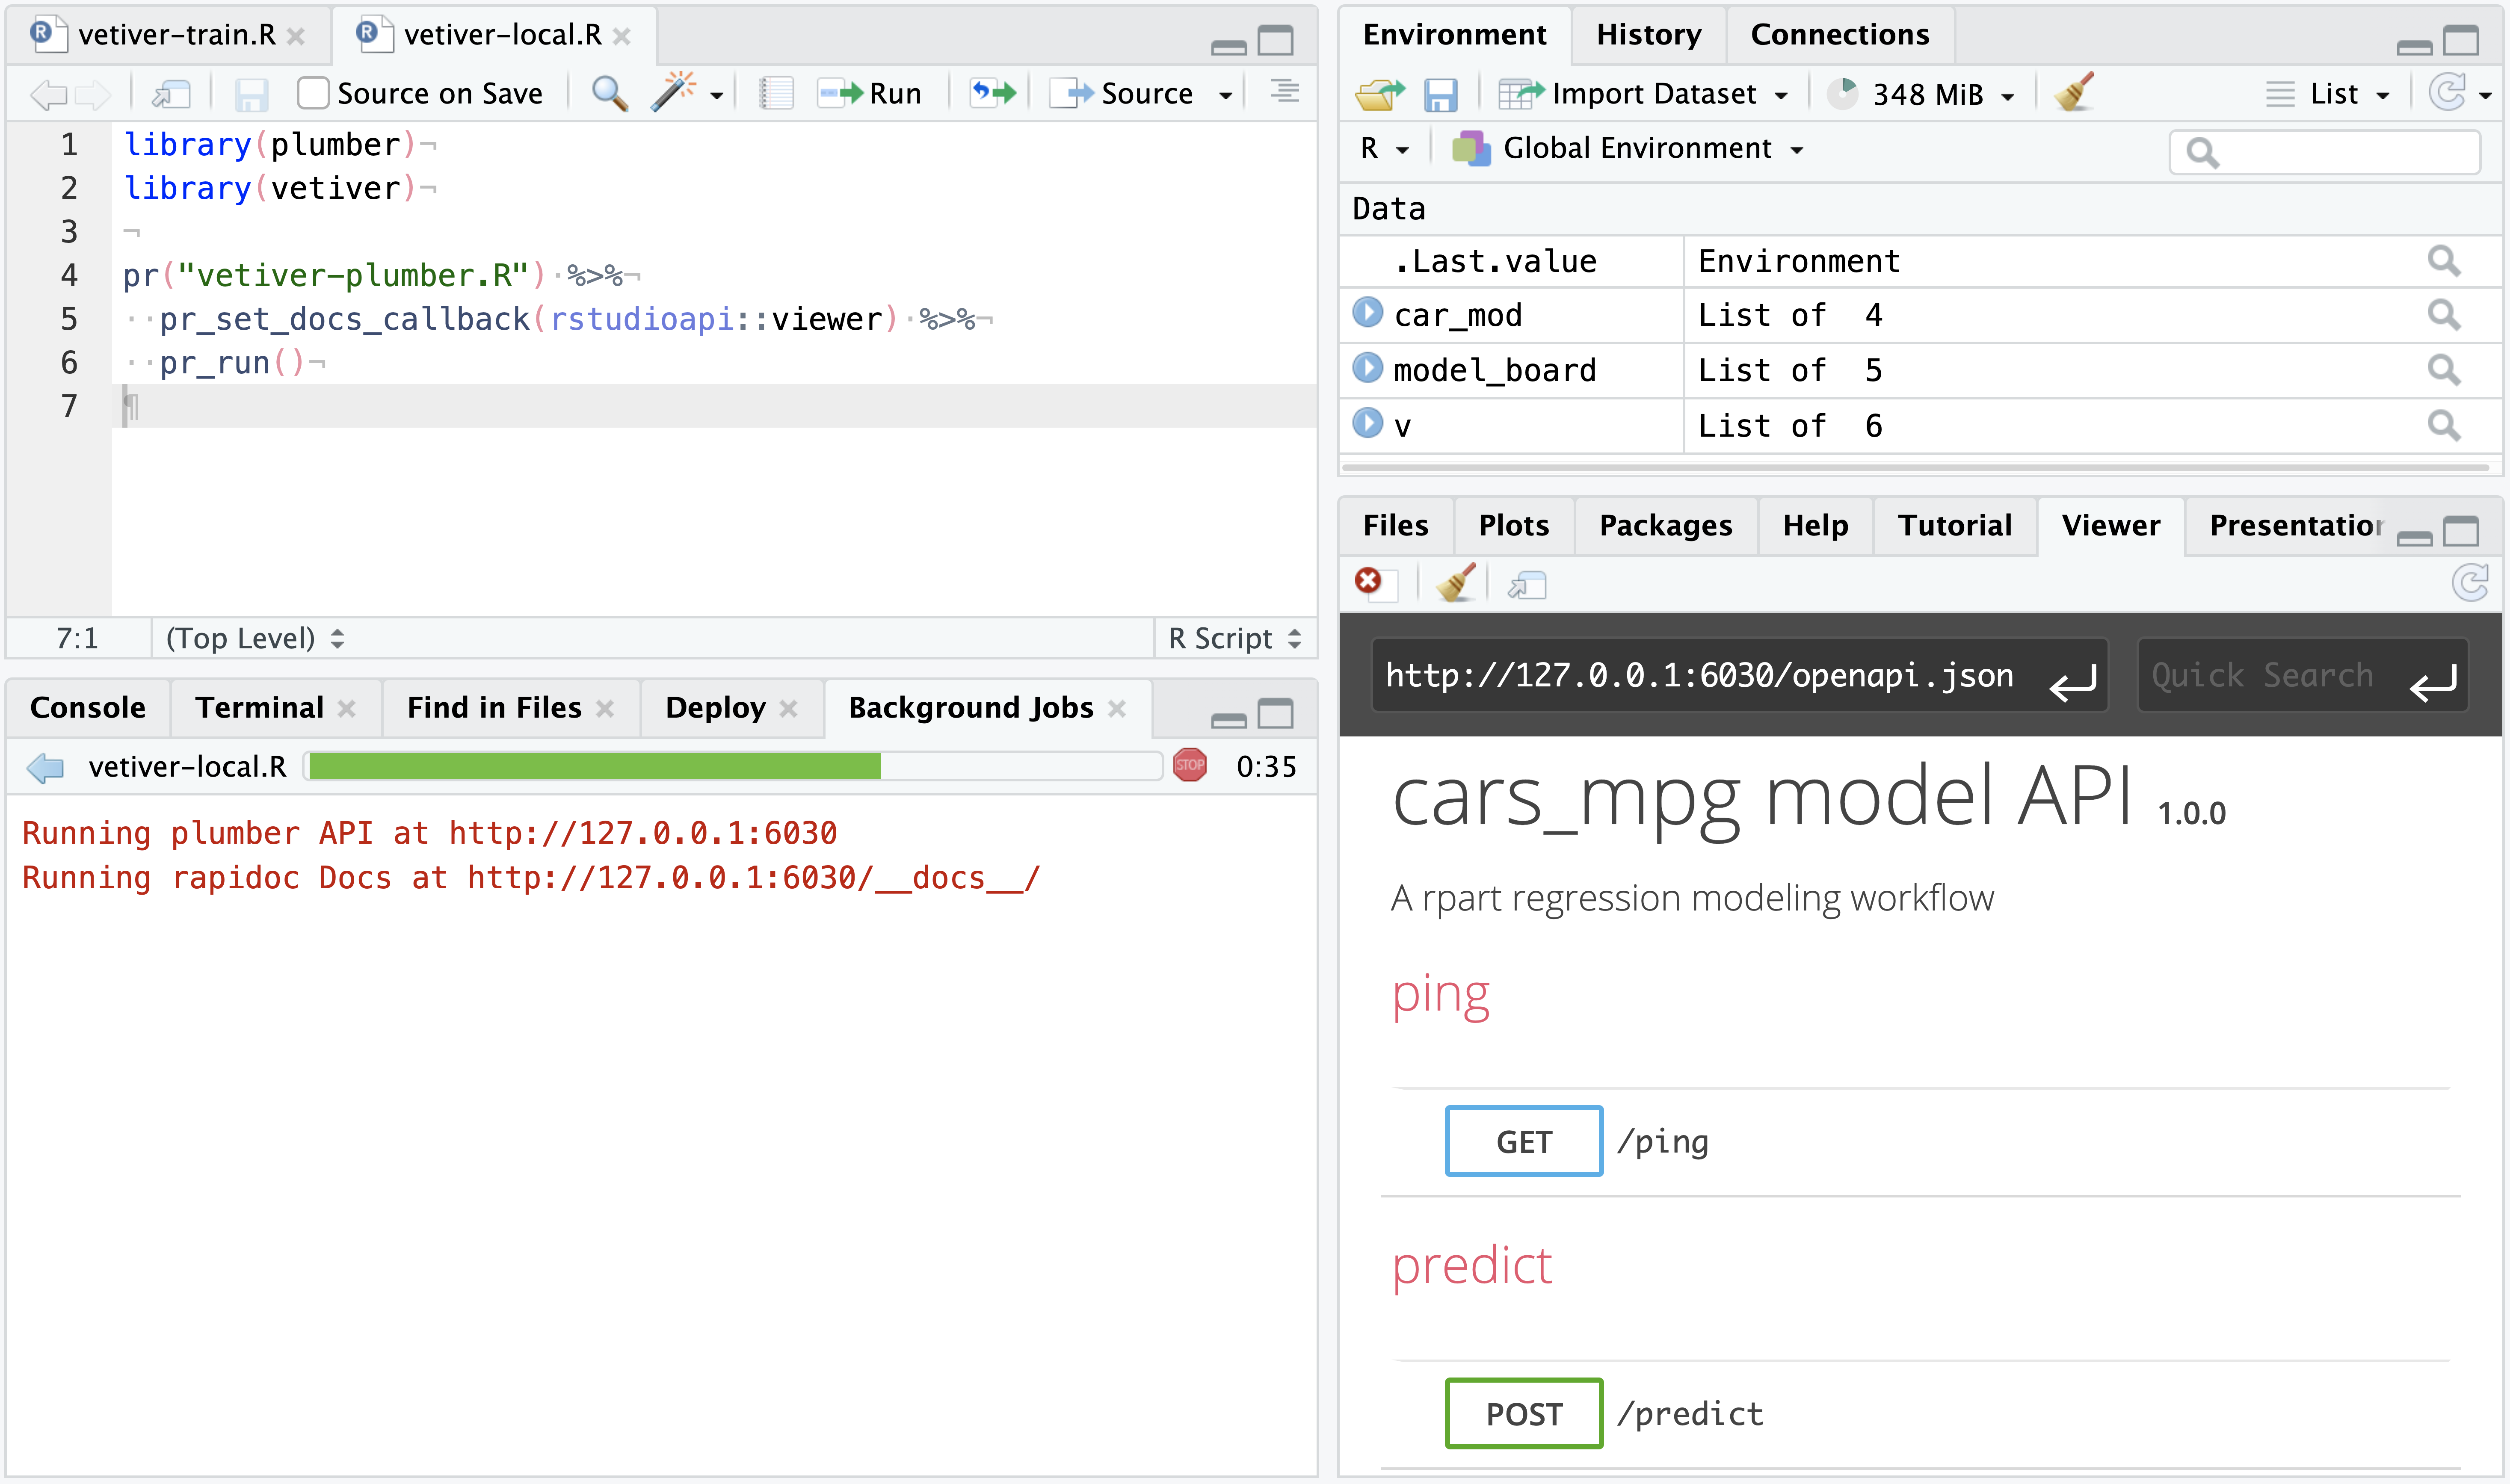 vetiver-train.R
vetiver-local.R
Source on Save
Run
Source
1 library(plumber)¬
2 library(vetiver)¬
3 ¬
4 pr("vetiver-plumber.R")·%>%¬
5 ··pr_set_docs_callback(rstudioapi::viewer)·%>%¬
6 ··pr_run()¬
7 ¶
7:1 (Top Level) R Script
Console Terminal Find in Files Deploy Background Jobs
vetiver-local.R STOP 0:35
Running plumber API at http://127.0.0.1:6030
Running rapidoc Docs at http://127.0.0.1:6030/__docs__/
Environment History Connections
Import Dataset 348 MiB List
R Global Environment
Data
.Last.value Environment
car_mod List of 4
model_board List of 5
v List of 6
Files Plots Packages Help Tutorial Viewer Presentation
http://127.0.0.1:6030/openapi.json Quick Search
cars_mpg model API 1.0.0
A rpart regression modeling workflow
ping
GET /ping
predict
POST /predict